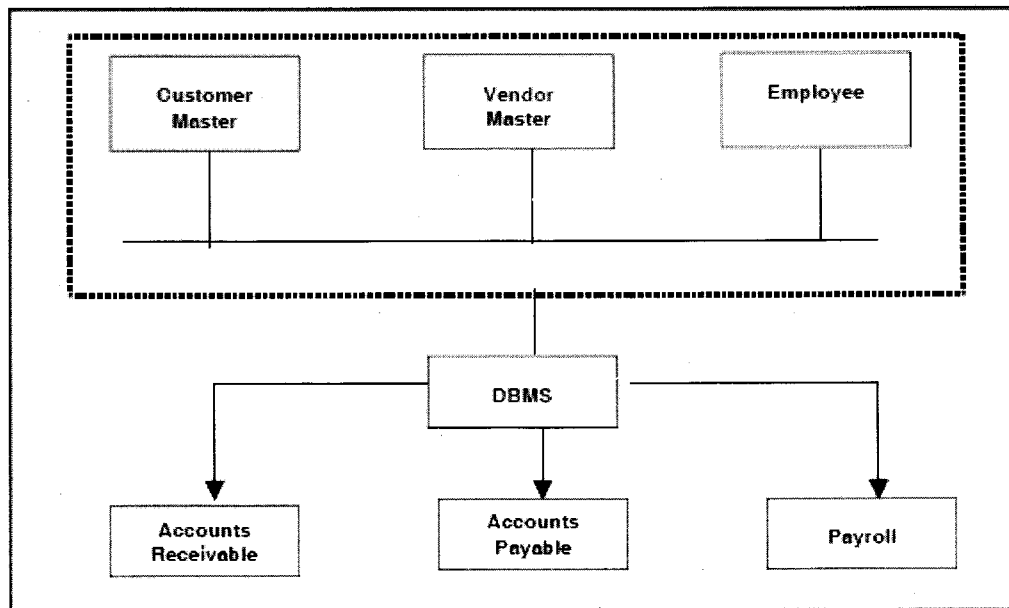 Customer
Master
Vendor
Master
Employee
DBMS
Accounts
Receivable
Accounts
Payable
Payroll